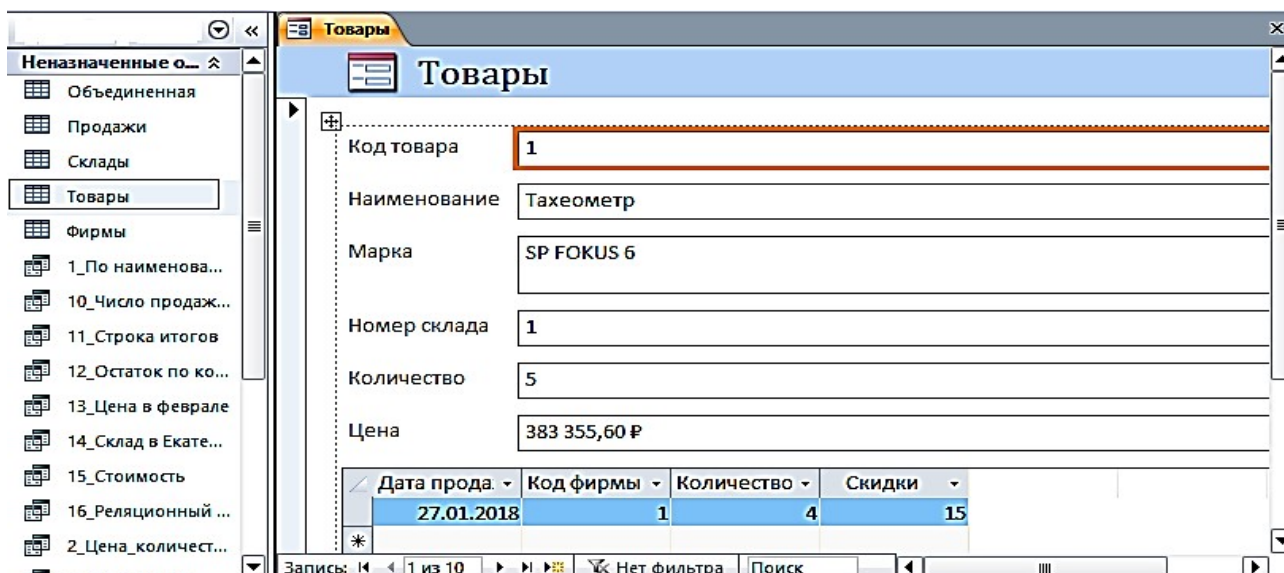 Товары
Неназначенные о...
Объединенная
Продажи
Склады
Товары
Фирмы
1_По наименова...
10_Число продаж...
11_Строка итогов
12_Остаток по ко...
13_Цена в феврале
14_Склад в Екате...
15_Стоимость
16_Реляционный ...
2_Цена_количест...
Товары
Код товара 1
Наименование Тахеометр
Марка SP FOKUS 6
Номер склада 1
Количество 5
Цена 383 355,60 ₽
Дата прода. Код фирмы Количество Скидки
27.01.2018 1 4 15
Запись: 1 из 10 Нет фильтра Поиск